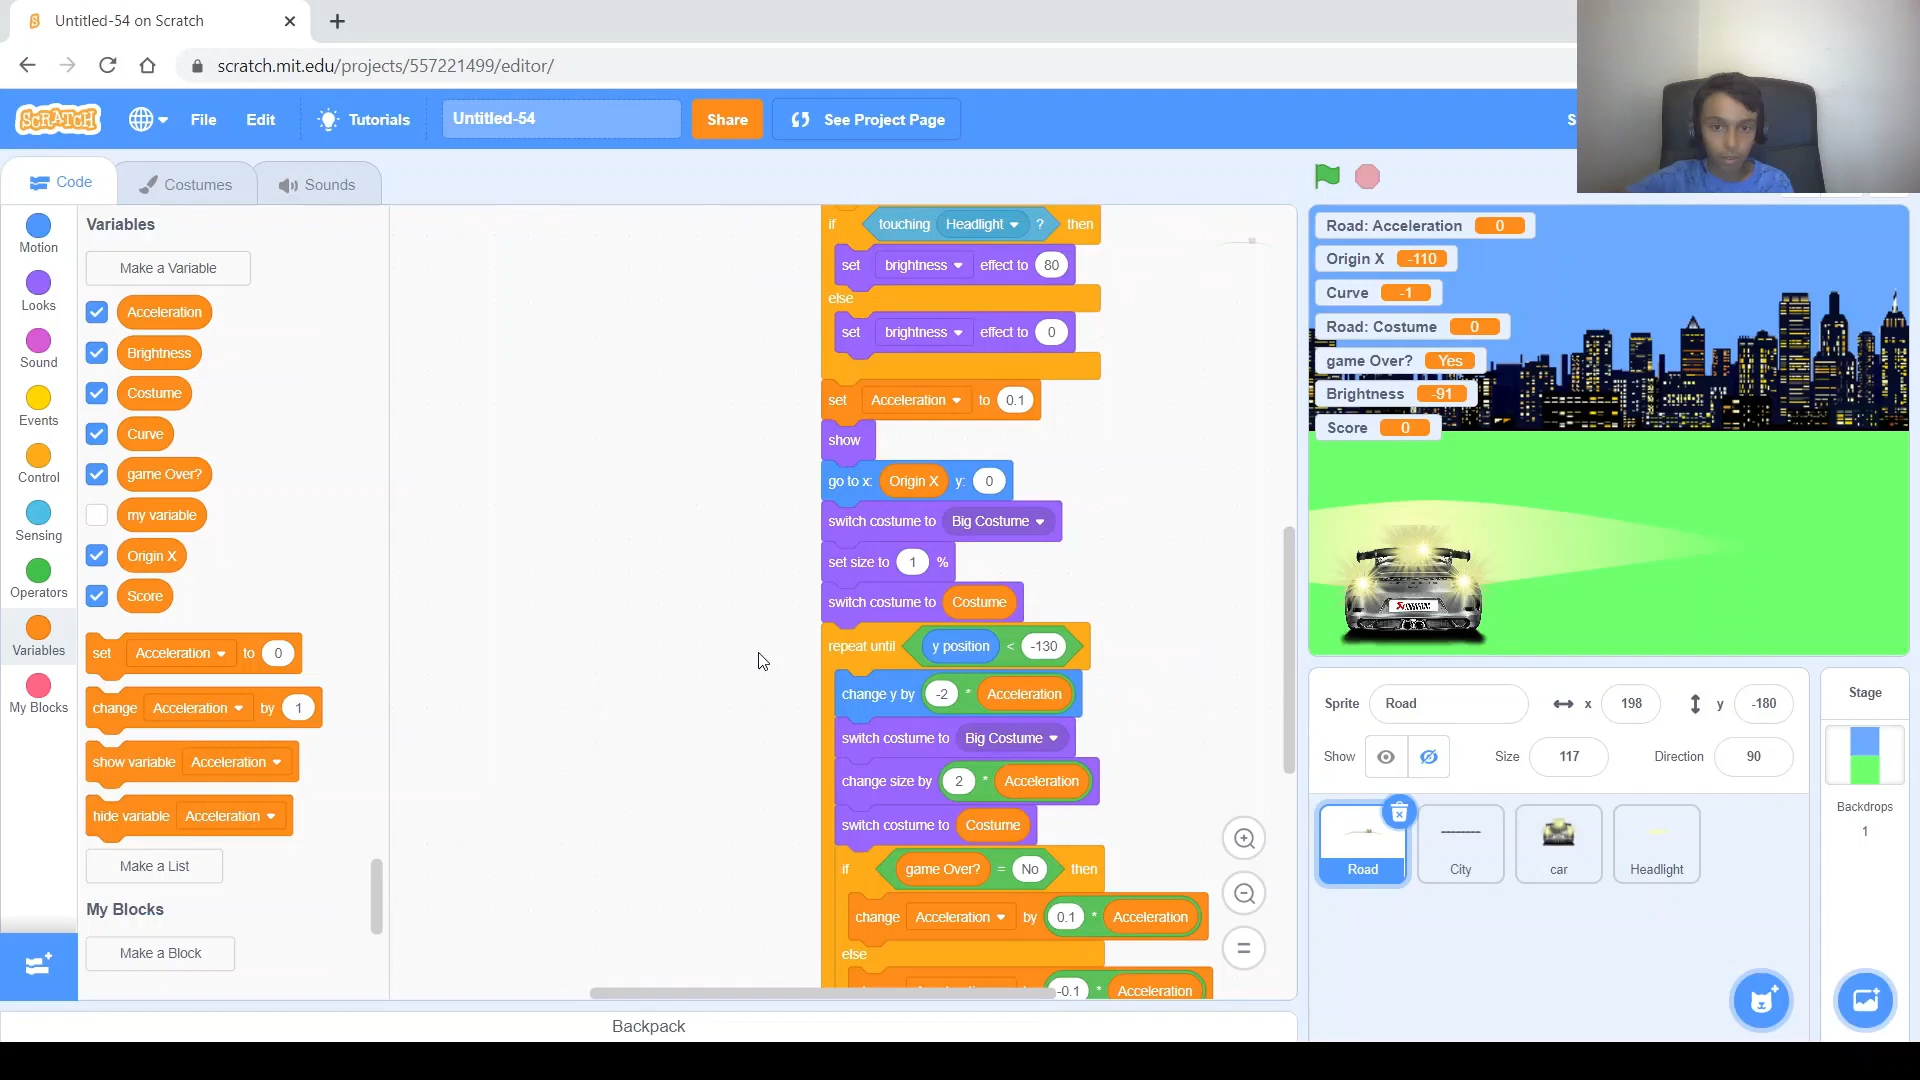 Untitled-54 on Scratch
scratch.mit.edu/projects/557221499/editor/
SCRATCH
File
Edit
Tutorials
Untitled-54
Share
See Project Page
S
Code
Costumes
Sounds
Motion
Looks
Sound
Events
Control
Sensing
Operators
Variables
My Blocks
Variables
Make a Variable
Acceleration
Brightness
Costume
Curve
game Over?
my variable
Origin X
Score
set Acceleration to 0
change Acceleration by 1
show variable Acceleration
hide variable Acceleration
Make a List
My Blocks
Make a Block
if touching Headlight ? then
set brightness effect to 80
else
set brightness effect to 0
set Acceleration to 0.1
show
go to x: Origin X y: 0
switch costume to Big Costume
set size to 1 %
switch costume to Costume
repeat until y position < -130
change y by -2 * Acceleration
switch costume to Big Costume
change size by 2 * Acceleration
switch costume to Costume
if game Over? = No then
change Acceleration by 0.1 * Acceleration
else
-0.1 * Acceleration
Backpack
Road: Acceleration 0
Origin X -110
Curve -1
Road: Costume 0
game Over? Yes
Brightness -91
Score 0
Sprite Road x 198 y -180
Show Size 117 Direction 90
Road
City
car
Headlight
Stage
Backdrops
1